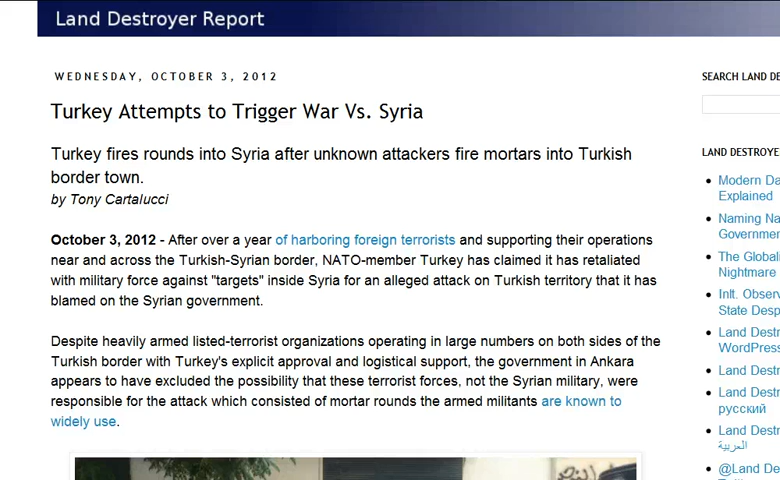 Land Destroyer Report
WEDNESDAY, OCTOBER 3, 2012
Turkey Attempts to Trigger War Vs. Syria
Turkey fires rounds into Syria after unknown attackers fire mortars into Turkish
border town.
by Tony Cartalucci
October 3, 2012 - After over a year of harboring foreign terrorists and supporting their operations
near and across the Turkish-Syrian border, NATO-member Turkey has claimed it has retaliated
with military force against "targets" inside Syria for an alleged attack on Turkish territory that it has
blamed on the Syrian government.
Despite heavily armed listed-terrorist organizations operating in large numbers on both sides of the
Turkish border with Turkey's explicit approval and logistical support, the government in Ankara
appears to have excluded the possibility that these terrorist forces, not the Syrian military, were
responsible for the attack which consisted of mortar rounds the armed militants are known to
widely use.
SEARCH LAND DE
LAND DESTROYE
Modern Da
Explained
Naming Na
Governmen
The Globali
Nightmare
Inlt. Observ
State Desp
Land Destr
WordPress
Land Destr
Land Destr
русский
Land Destr
العربية
@Land De